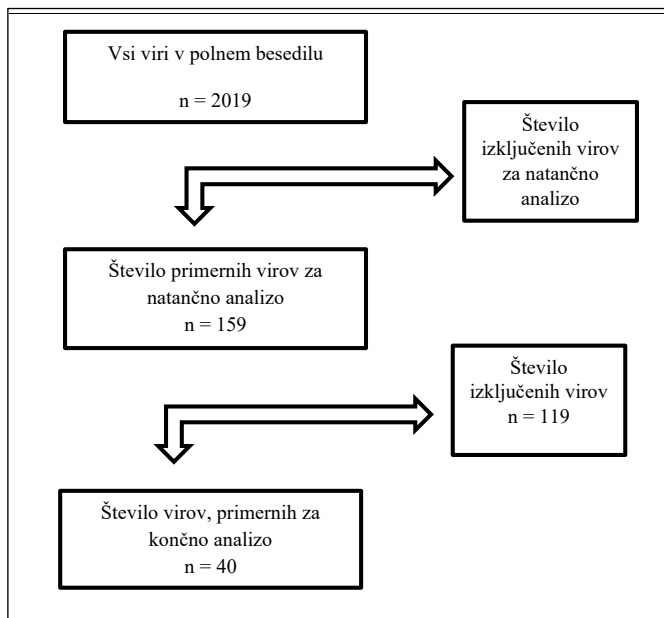 Vsi viri v polnem besedilu
n = 2019
Število
izključenih virov
za natančno
analizo
Število primernih virov za
natančno analizo
n = 159
Število
izključenih virov
n = 119
Število virov, primernih za
končno analizo
n = 40